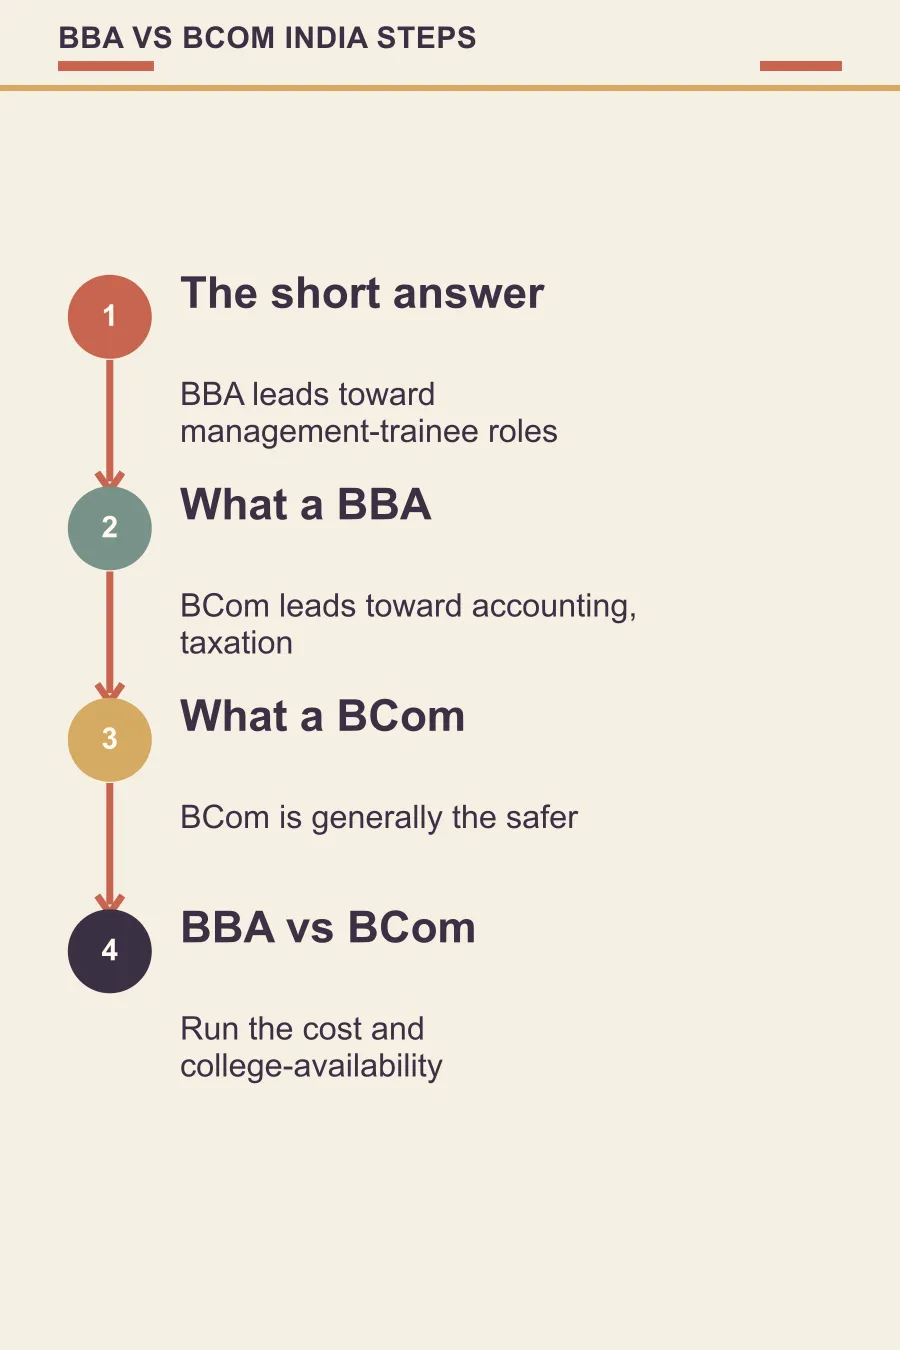 BBA VS BCOM INDIA STEPS
1
The short answer
BBA leads toward
management-trainee roles
2
What a BBA
BCom leads toward accounting,
taxation
3
What a BCom
BCom is generally the safer
4
BBA vs BCom
Run the cost and
college-availability